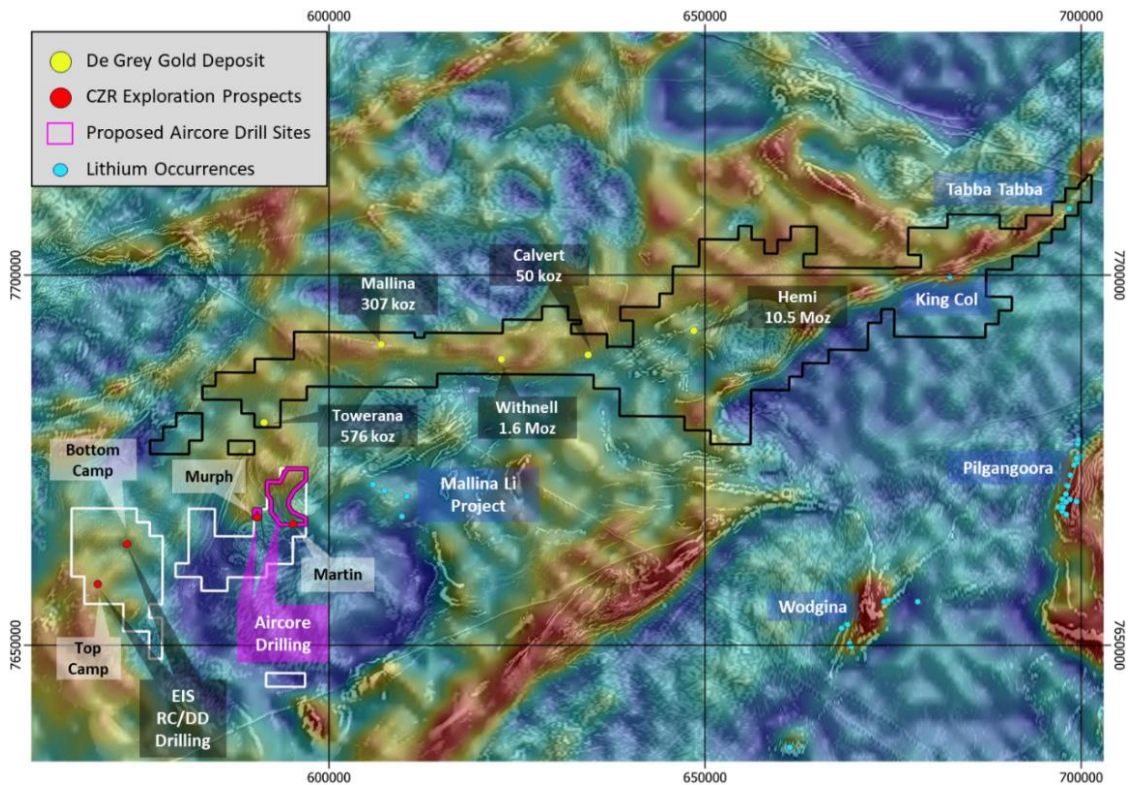 600000
650000
700000
De Grey Gold Deposit
CZR Exploration Prospects
Proposed Aircore Drill Sites
Lithium Occurrences
Tabba Tabba
7700000
7700000
Calvert
50 koz
Mallina
307 koz
Hemi
10.5 Moz
King Col
Towerana
576 koz
Withnell
1.6 Moz
Bottom
Camp
Murph
Mallina Li
Project
Pilgangoora
Martin
Wodgina
Aircore
Drilling
7650000
7650000
Top
Camp
EIS
RC/DD
Drilling
600000
650000
700000